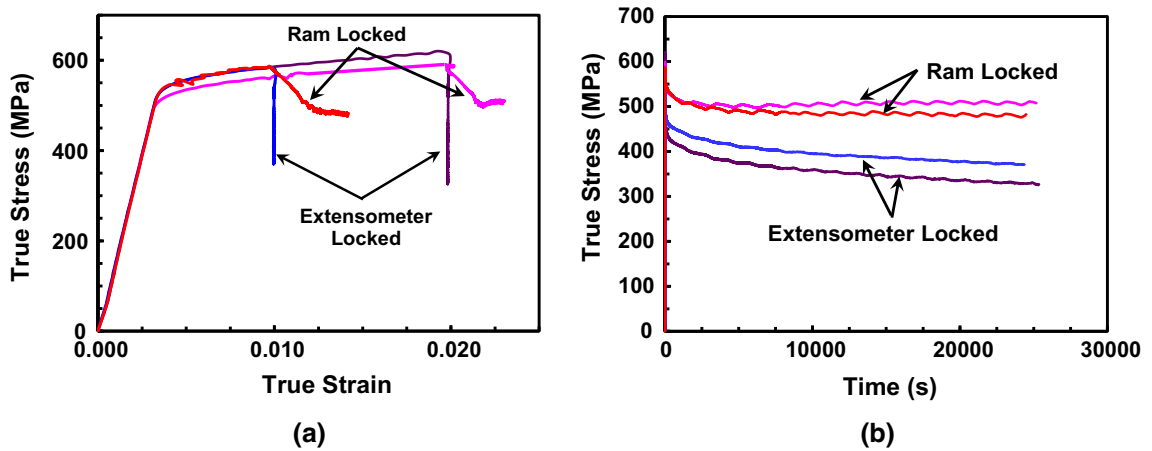 True Stress (MPa)
600
400
200
0
0.000
0.010
0.020
Ram Locked
Extensometer
Locked
True Strain
(a)
True Stress (MPa)
700
600
500
400
300
200
100
0
0
10000
20000
30000
Ram Locked
Extensometer Locked
Time (s)
(b)